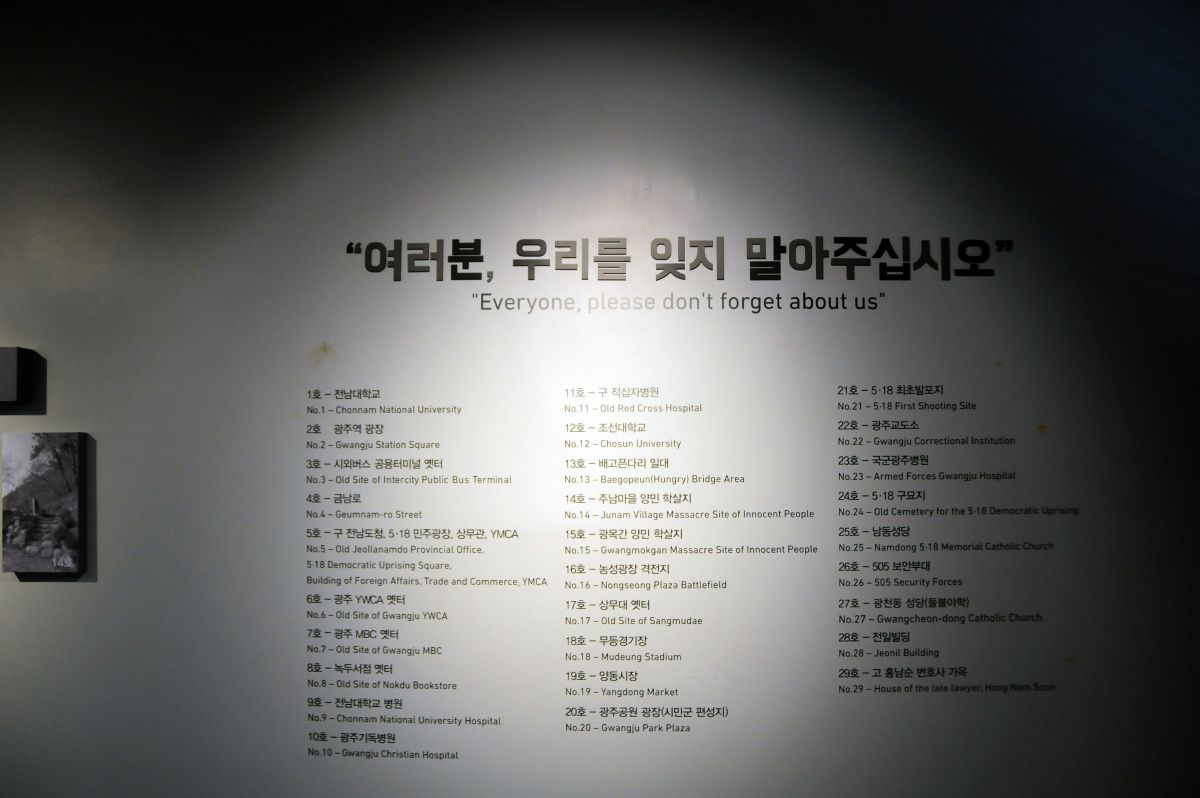 “여러분, 우리를 잊지 말아주십시오”
"Everyone, please don't forget about us"
1호 – 전남대학교
No.1 – Chonnam National University
2호 광주역 광장
No.2 – Gwangju Station Square
3호 – 시외버스 공용터미널 옛터
No.3 – Old Site of Intercity Public Bus Terminal
4호 – 금남로
No.4 – Geumnam-ro Street
5호 – 구 전남도청, 5·18 민주광장, 상무관, YMCA
No.5 – Old Jeollanamdo Provincial Office,
5·18 Democratic Uprising Square,
Building of Foreign Affairs, Trade and Commerce, YMCA
6호 – 광주 YWCA 옛터
No.6 – Old Site of Gwangju YWCA
7호 – 광주 MBC 옛터
No.7 – Old Site of Gwangju MBC
8호 – 녹두서점 옛터
No.8 – Old Site of Nokdu Bookstore
9호 – 전남대학교 병원
No.9 – Chonnam National University Hospital
10호 – 광주기독병원
No.10 – Gwangju Christian Hospital
11호 – 구 적십자병원
No.11 – Old Red Cross Hospital
12호 – 조선대학교
No.12 – Chosun University
13호 – 배고픈다리 일대
No.13 – Baegopeun(Hungry) Bridge Area
14호 – 주남마을 양민 학살지
No.14 – Junam Village Massacre Site of Innocent People
15호 – 광목간 양민 학살지
No.15 – Gwangmokgan Massacre Site of Innocent People
16호 – 농성광장 격전지
No.16 – Nongseong Plaza Battlefield
17호 – 상무대 옛터
No.17 – Old Site of Sangmudae
18호 – 무등경기장
No.18 – Mudeung Stadium
19호 – 양동시장
No.19 – Yangdong Market
20호 – 광주공원 광장(시민군 편성지)
No.20 – Gwangju Park Plaza
21호 – 5·18 최초발포지
No.21 – 5·18 First Shooting Site
22호 – 광주교도소
No.22 – Gwangju Correctional Institution
23호 – 국군광주병원
No.23 – Armed Forces Gwangju Hospital
24호 – 5·18 구묘지
No.24 – Old Cemetery for the 5·18 Democratic Uprising
25호 – 남동성당
No.25 – Namdong 5·18 Memorial Catholic Church
26호 – 505 보안부대
No.26 – 505 Security Forces
27호 – 광천동 성당(들불야학)
No.27 – Gwangcheon-dong Catholic Church
28호 – 전일빌딩
No.28 – Jeonil Building
29호 – 고 홍남순 변호사 가옥
No.29 – House of the late lawyer, Hong Nam Soon
14호